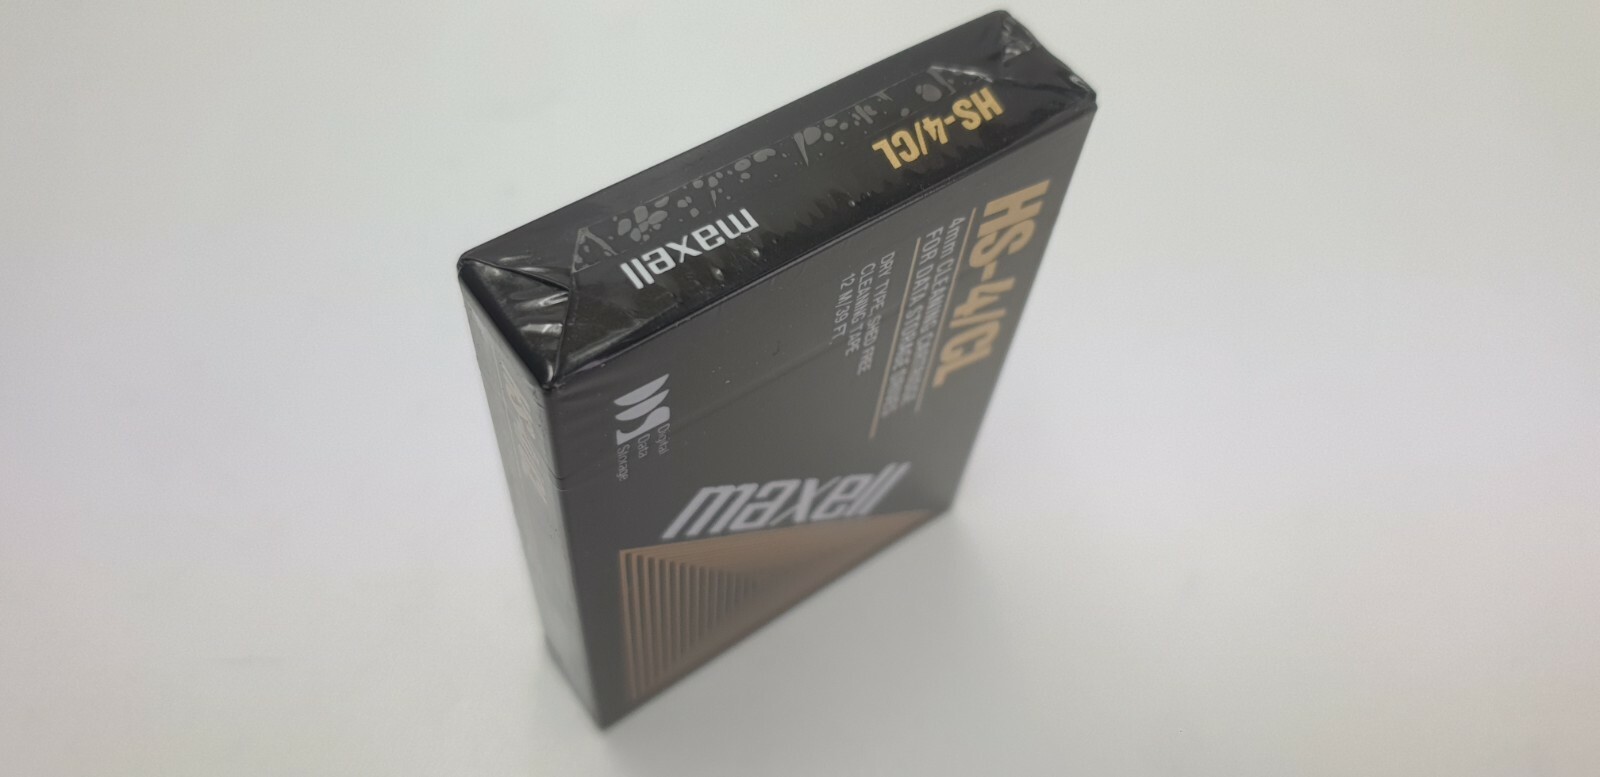 HS-4/CL
maxell
HS-4/CL
4mm CLEANING CARTRIDGE
FOR DATA STORAGE DRIVES
DRY TYPE, SHED FREE
CLEANING TAPE
12 M/39 FT.
Digital
Data
Storage
maxell